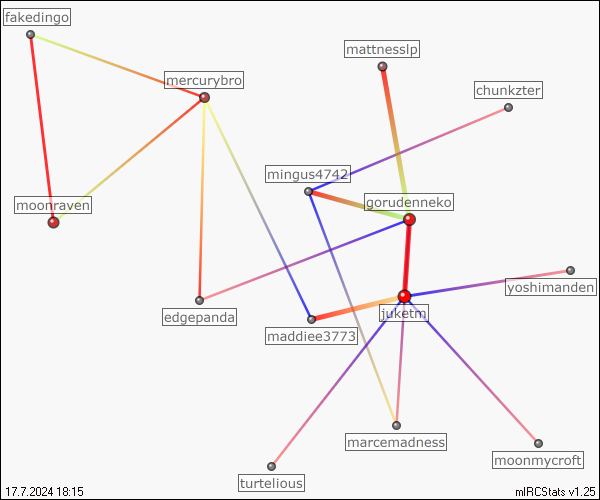 fakedingo
mattnesslp
mercurybro
chunkzter
mingus4742
moonraven
gorudenneko
yoshimanden
edgepanda
juketm
maddiee3773
marcemadness
moonmycroft
turtelious
17.7.2024 18:15
mIRCStats v1.25